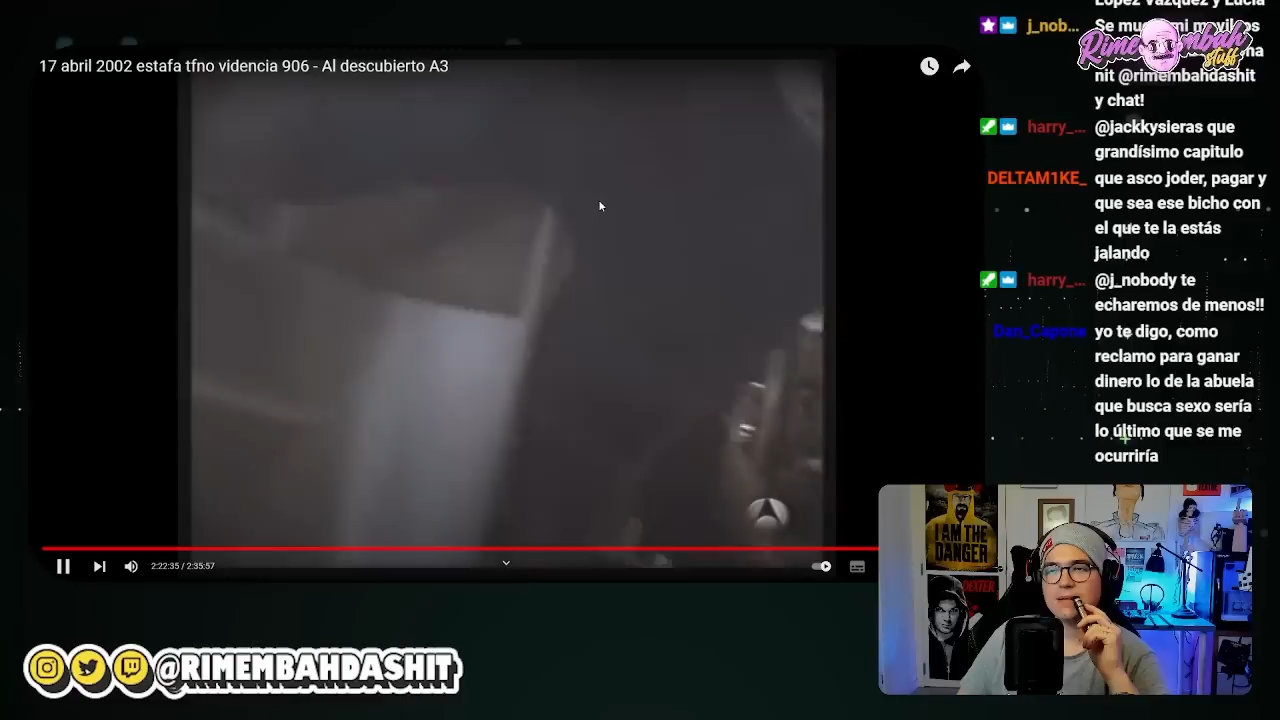 17 abril 2002 estafa tfno videncia 906 - Al descubierto A3
j_nob...
nit @rimembahdashit
y chat!
harry_... @jackkysieras que
grandísimo capitulo
DELTAM1KE_ que asco joder, pagar y
que sea ese bicho con
el que te la estás
jalando
harry_... @j_nobody te
echaremos de menos!!
Dan_Capone yo te digo, como
reclamo para ganar
dinero lo de la abuela
que busca sexo sería
lo último que se me
ocurriría
Rimembah
stuff
2:22:35 / 2:35:57
I AM THE
DANGER
DEXTER
@RIMEMBAHDASHIT